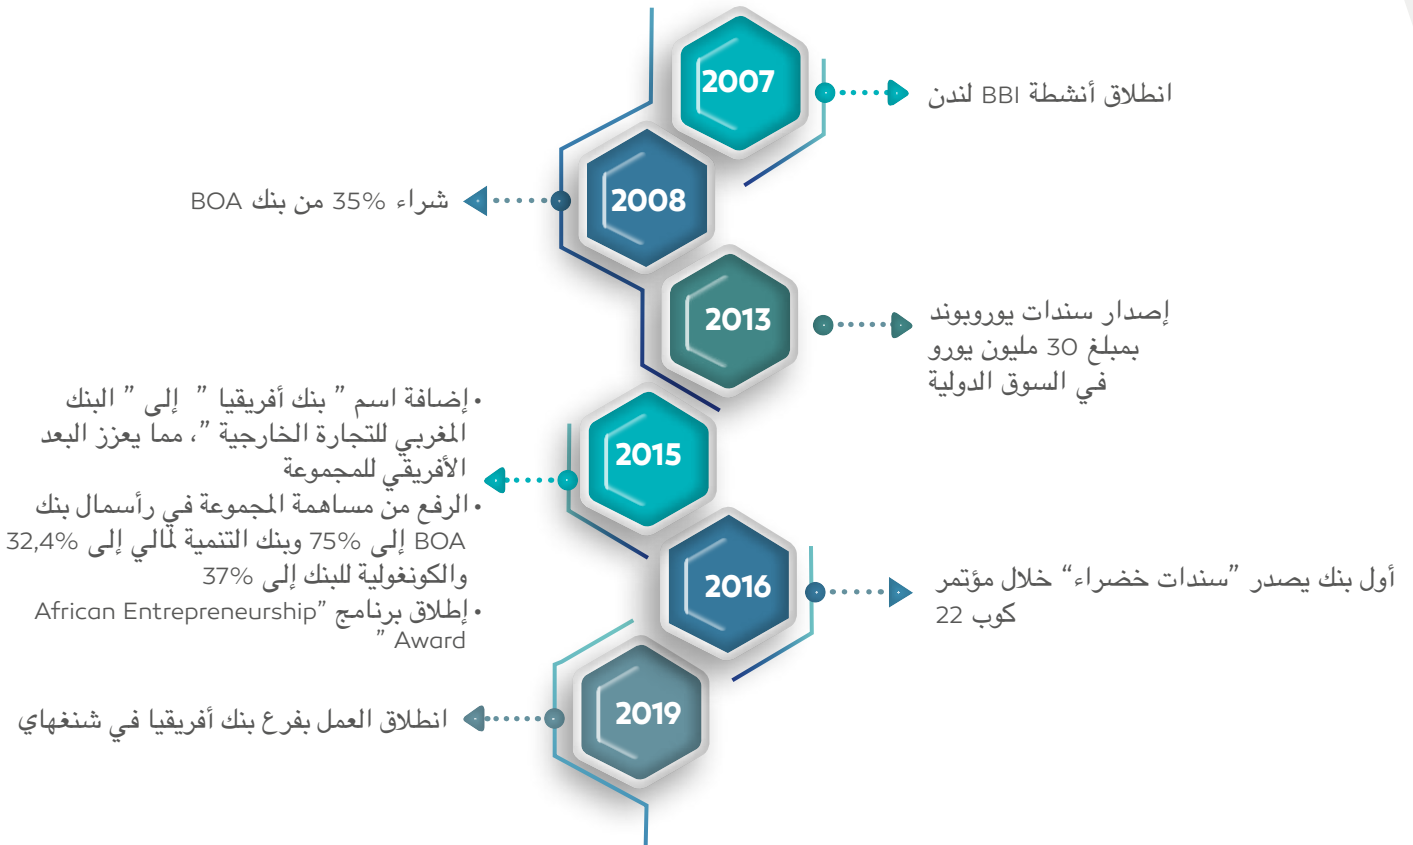 2007
انطلاق أنشطة BBI لندن
2008
شراء 35% من بنك BOA
2013
إصدار سندات يوروبوند
بمبلغ 30 مليون يورو
في السوق الدولية
2015
• إضافة اسم ” بنك أفريقيا ” إلى ” البنك
المغربي للتجارة الخارجية ”، مما يعزز البعد
الأفريقي للمجموعة
• الرفع من مساهمة المجموعة في رأسمال بنك
BOA إلى 75% وبنك التنمية لمالي إلى 32,4%
والكونغولية للبنك إلى 37%
• إطلاق برنامج ”African Entrepreneurship
Award ”
2016
أول بنك يصدر ”سندات خضراء“ خلال مؤتمر
كوب 22
2019
انطلاق العمل بفرع بنك أفريقيا في شنغهاي